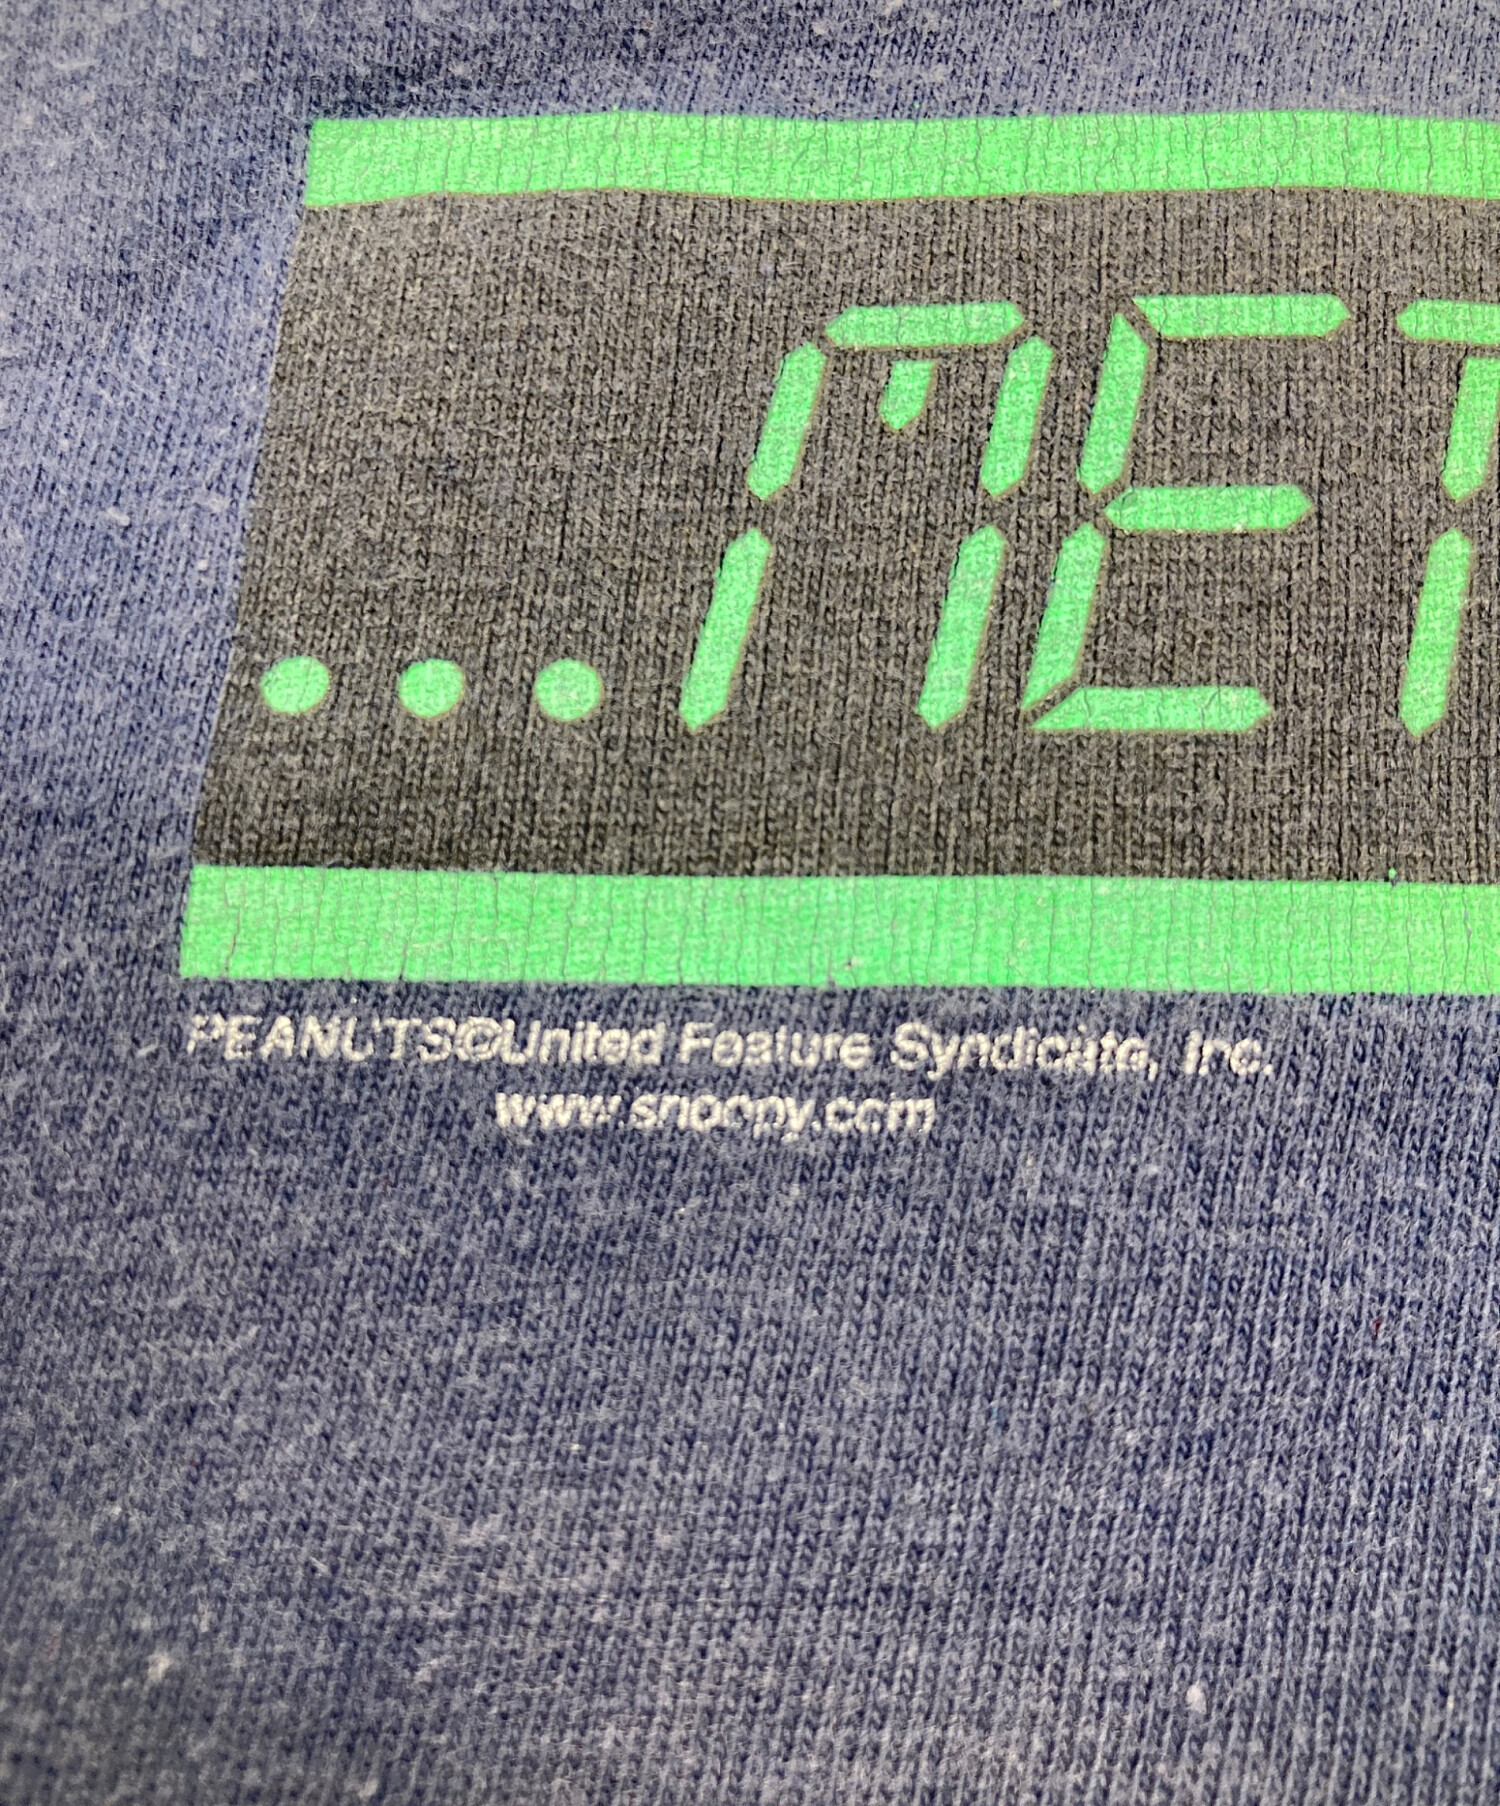 ...MET
PEANUTS©United Feature Syndicate, Inc.
www.snoopy.com